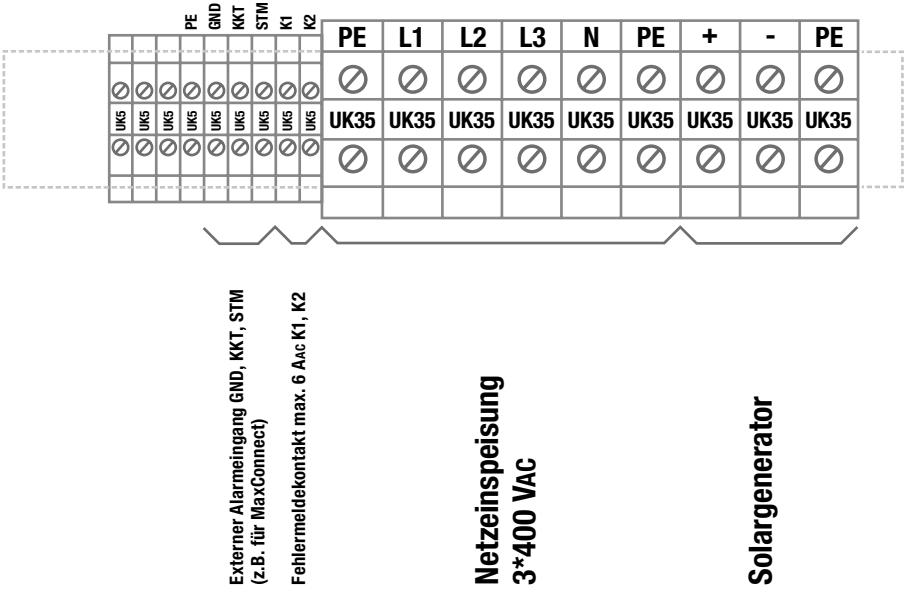 PE GND KKT STM K1 K2
PE L1 L2 L3 N PE + - PE
UK5 UK5 UK5 UK5 UK5 UK5 UK5 UK5 UK5 UK35 UK35 UK35 UK35 UK35 UK35 UK35 UK35 UK35
Externer Alarmeingang GND, KKT, STM
(z.B. für MaxConnect)
Fehlermeldekontakt max. 6 AAC K1, K2
Netzeinspeisung
3*400 VAC
Solargenerator